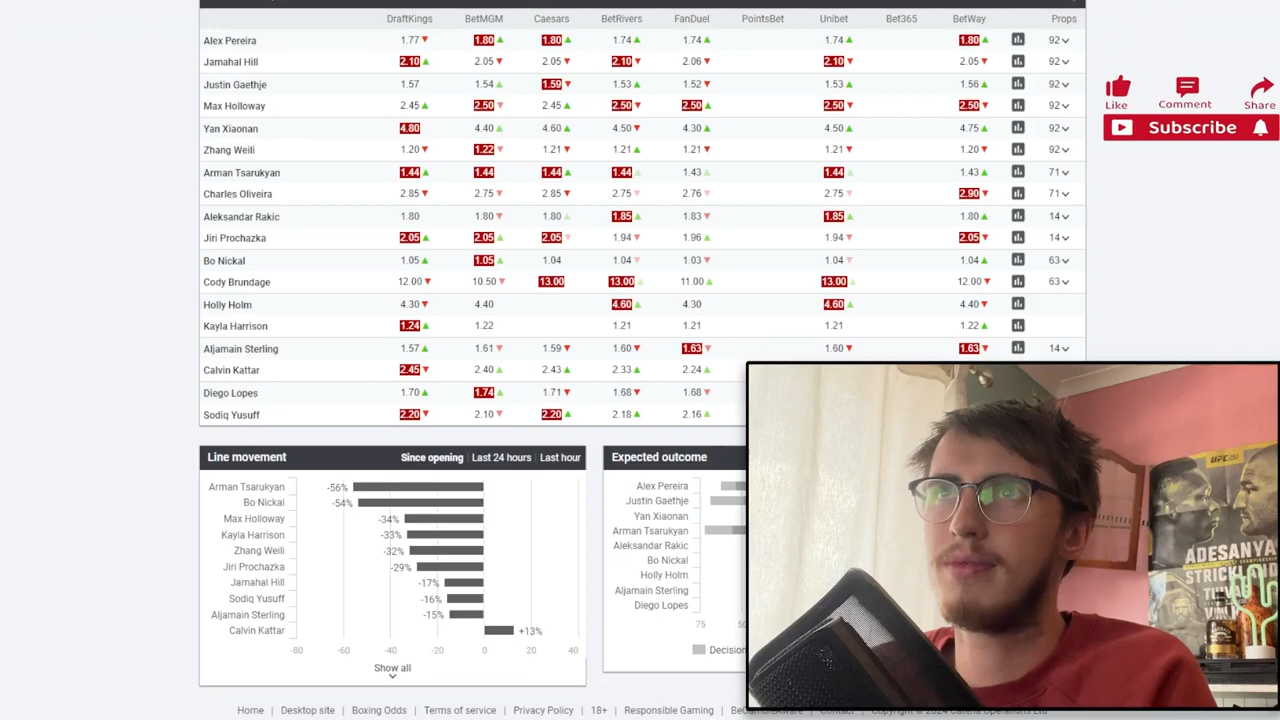 DraftKings BetMGM Caesars BetRivers FanDuel PointsBet Unibet Bet365 BetWay Props
Alex Pereira 1.77 1.80 1.80 1.74 1.74 1.74 1.80 92
Jamahal Hill 2.10 2.05 2.05 2.10 2.06 2.10 2.05 92
Justin Gaethje 1.57 1.54 1.59 1.53 1.52 1.53 1.56 92
Max Holloway 2.45 2.50 2.45 2.50 2.50 2.50 2.50 92
Yan Xiaonan 4.80 4.40 4.60 4.50 4.30 4.50 4.75 92
Zhang Weili 1.20 1.22 1.21 1.21 1.21 1.21 1.20 92
Arman Tsarukyan 1.44 1.44 1.44 1.44 1.43 1.44 1.43 71
Charles Oliveira 2.85 2.75 2.85 2.75 2.76 2.75 2.90 71
Aleksandar Rakic 1.80 1.80 1.80 1.85 1.83 1.85 1.80 14
Jiri Prochazka 2.05 2.05 2.05 1.94 1.96 1.94 2.05 14
Bo Nickal 1.05 1.05 1.04 1.04 1.03 1.04 1.04 63
Cody Brundage 12.00 10.50 13.00 13.00 11.00 13.00 12.00 63
Holly Holm 4.30 4.40 4.60 4.30 4.60 4.40
Kayla Harrison 1.24 1.22 1.21 1.21 1.21 1.22
Aljamain Sterling 1.57 1.61 1.59 1.60 1.63 1.60 1.63 14
Calvin Kattar 2.45 2.40 2.43 2.33 2.24
Diego Lopes 1.70 1.74 1.71 1.68 1.68
Sodiq Yusuff 2.20 2.10 2.20 2.18 2.16
Like Comment Share
Subscribe
Line movement Since opening Last 24 hours Last hour
Arman Tsarukyan -56%
Bo Nickal -54%
Max Holloway -34%
Kayla Harrison -33%
Zhang Weili -32%
Jiri Prochazka -29%
Jamahal Hill -17%
Sodiq Yusuff -16%
Aljamain Sterling -15%
Calvin Kattar +13%
-80 -60 -40 -20 0 20 40
Show all
Expected outcome
Alex Pereira
Justin Gaethje
Yan Xiaonan
Arman Tsarukyan
Aleksandar Rakic
Bo Nickal
Holly Holm
Aljamain Sterling
Diego Lopes
75
Decision
UFC
ADESANYA
STRICKLAND
Home Desktop site Boxing Odds Terms of service Privacy Policy 18+ Responsible Gaming